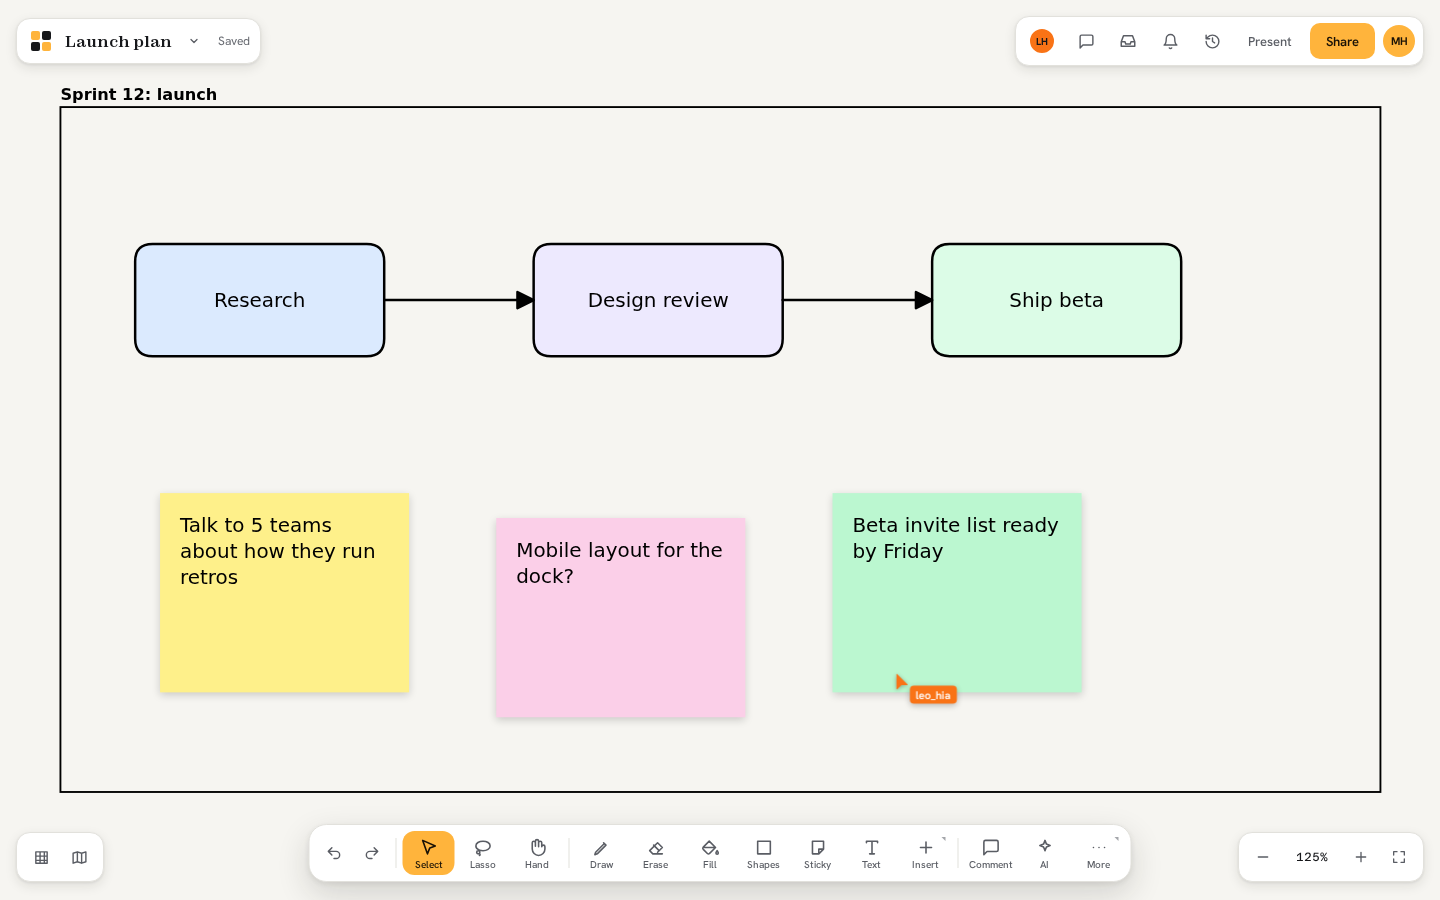 Launch plan
Saved
LH
Present
Share
MH
Sprint 12: launch
Research
Design review
Ship beta
Talk to 5 teams
about how they run
retros
Mobile layout for the
dock?
Beta invite list ready
by Friday
leo_hia
Select
Lasso
Hand
Draw
Erase
Fill
Shapes
Sticky
Text
Insert
Comment
AI
More
125%